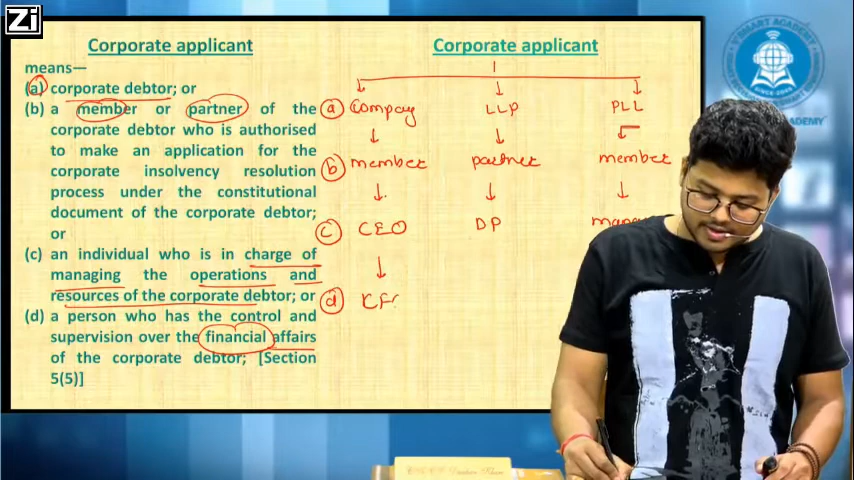 Zi
Corporate applicant
means—
(a) corporate debtor; or
(b) a member or partner of the
corporate debtor who is authorised
to make an application for the
corporate insolvency resolution
process under the constitutional
document of the corporate debtor;
or
(c) an individual who is in charge of
managing the operations and
resources of the corporate debtor; or
(d) a person who has the control and
supervision over the financial affairs
of the corporate debtor; [Section
5(5)]
Corporate applicant
(a) Company LLP PLL
(b) member partner member
(c) CEO DP
(d)
SINCE-2008